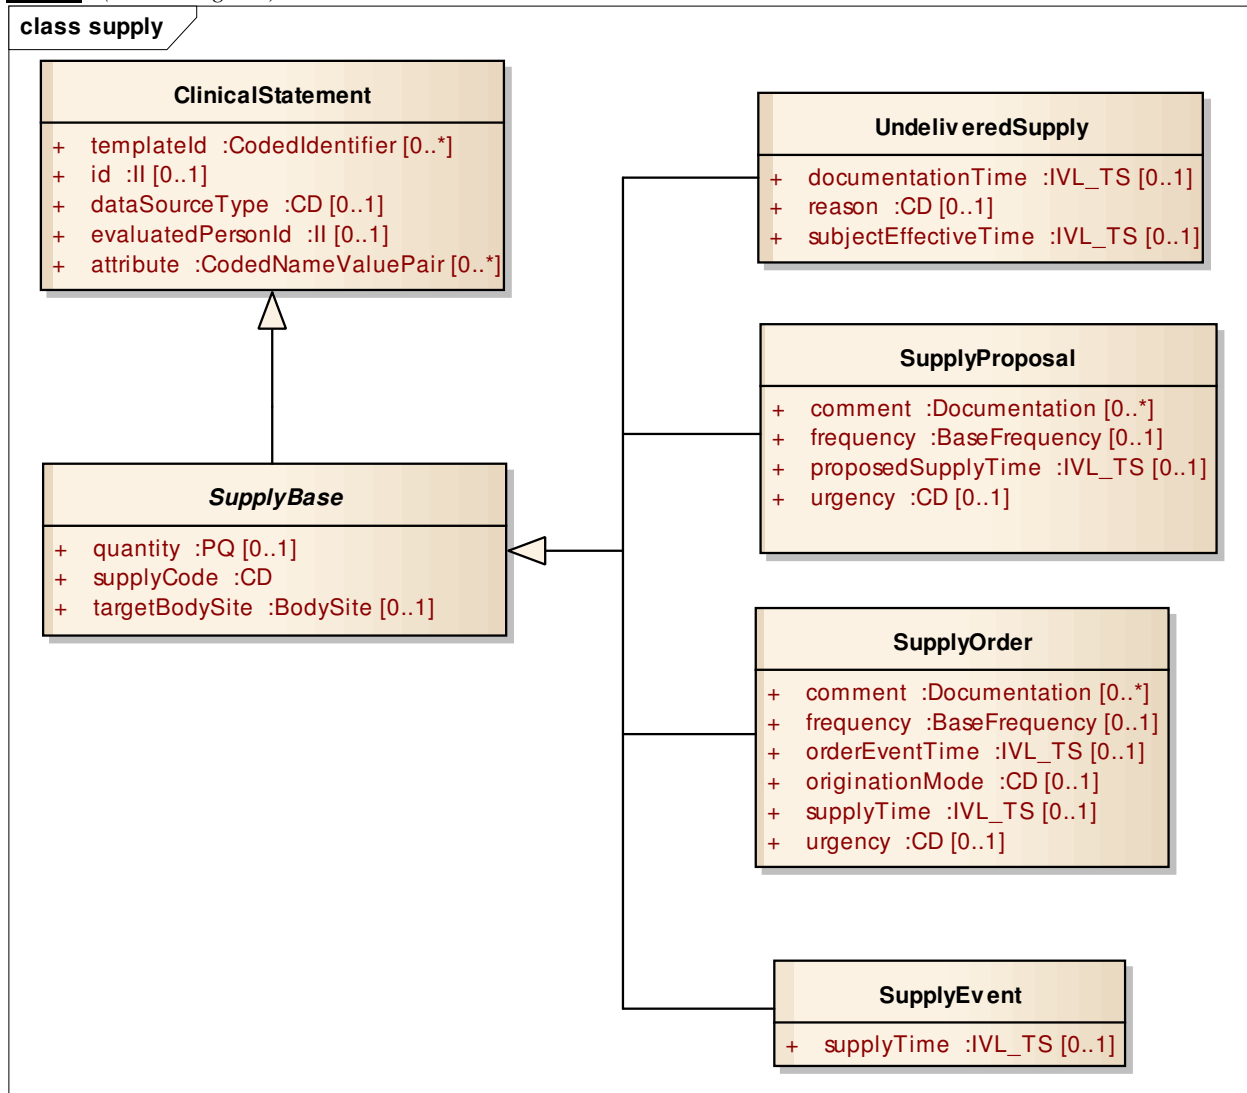 class supply
ClinicalStatement
+ templateId :CodedIdentifier [0..*]
+ id :II [0..1]
+ dataSourceType :CD [0..1]
+ evaluatedPersonId :II [0..1]
+ attribute :CodedNameValuePair [0..*]
UndeliveredSupply
+ documentationTime :IVL_TS [0..1]
+ reason :CD [0..1]
+ subjectEffectiveTime :IVL_TS [0..1]
SupplyProposal
+ comment :Documentation [0..*]
+ frequency :BaseFrequency [0..1]
+ proposedSupplyTime :IVL_TS [0..1]
+ urgency :CD [0..1]
SupplyBase
+ quantity :PQ [0..1]
+ supplyCode :CD
+ targetBodySite :BodySite [0..1]
SupplyOrder
+ comment :Documentation [0..*]
+ frequency :BaseFrequency [0..1]
+ orderEventTime :IVL_TS [0..1]
+ originationMode :CD [0..1]
+ supplyTime :IVL_TS [0..1]
+ urgency :CD [0..1]
SupplyEvent
+ supplyTime :IVL_TS [0..1]